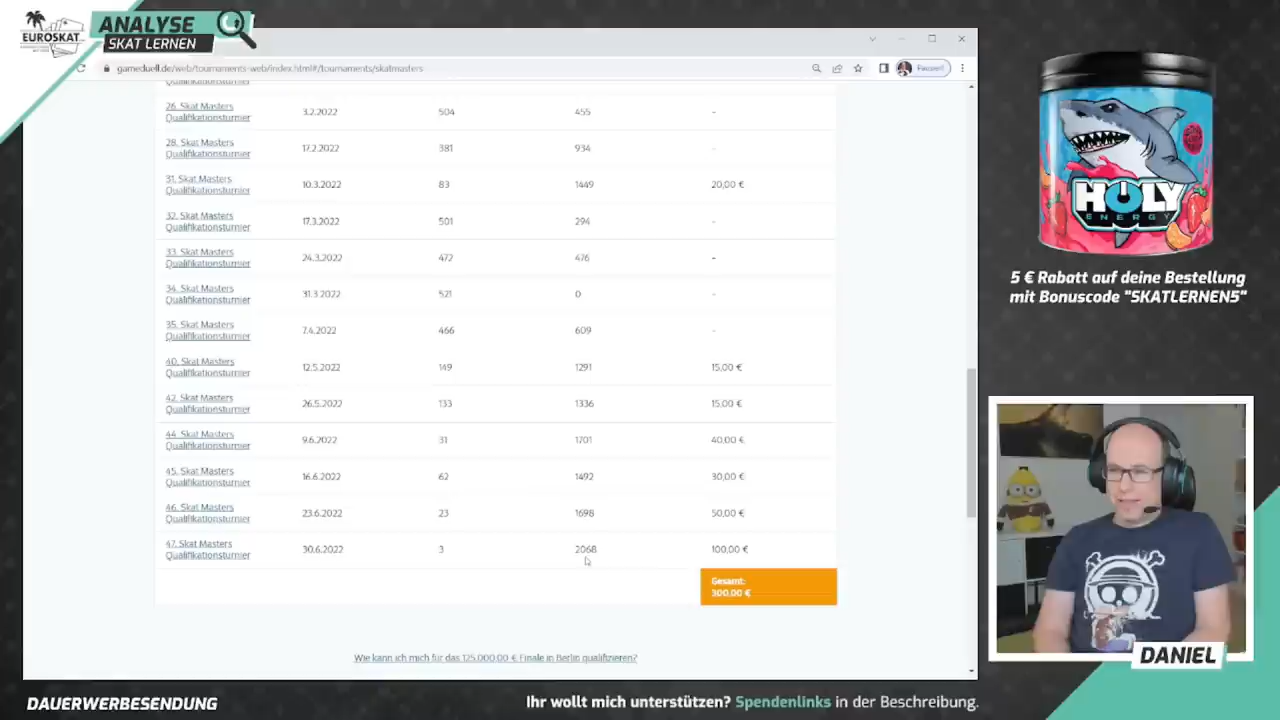 EUROSKAT
ANALYSE
SKAT LERNEN
gameduell.de/web/tournaments-web/index.html#/tournaments/skatmasters
Pausiert
Qualifikationsturnier
26. Skat Masters
Qualifikationsturnier 3.2.2022 504 455 -
28. Skat Masters
Qualifikationsturnier 17.2.2022 381 934 -
31. Skat Masters
Qualifikationsturnier 10.3.2022 83 1449 20,00 €
32. Skat Masters
Qualifikationsturnier 17.3.2022 501 294 -
33. Skat Masters
Qualifikationsturnier 24.3.2022 472 476 -
34. Skat Masters
Qualifikationsturnier 31.3.2022 521 0 -
35. Skat Masters
Qualifikationsturnier 7.4.2022 466 609 -
40. Skat Masters
Qualifikationsturnier 12.5.2022 149 1291 15,00 €
42. Skat Masters
Qualifikationsturnier 26.5.2022 133 1336 15,00 €
44. Skat Masters
Qualifikationsturnier 9.6.2022 31 1701 40,00 €
45. Skat Masters
Qualifikationsturnier 16.6.2022 62 1492 30,00 €
46. Skat Masters
Qualifikationsturnier 23.6.2022 23 1698 50,00 €
47. Skat Masters
Qualifikationsturnier 30.6.2022 3 2068 100,00 €
Gesamt:
300,00 €
Wie kann ich mich für das 125.000,00 € Finale in Berlin qualifizieren?
HOLY
ENERGY
5 € Rabatt auf deine Bestellung
mit Bonuscode "SKATLERNEN5"
DANIEL
DAUERWERBESENDUNG
Ihr wollt mich unterstützen? Spendenlinks in der Beschreibung.